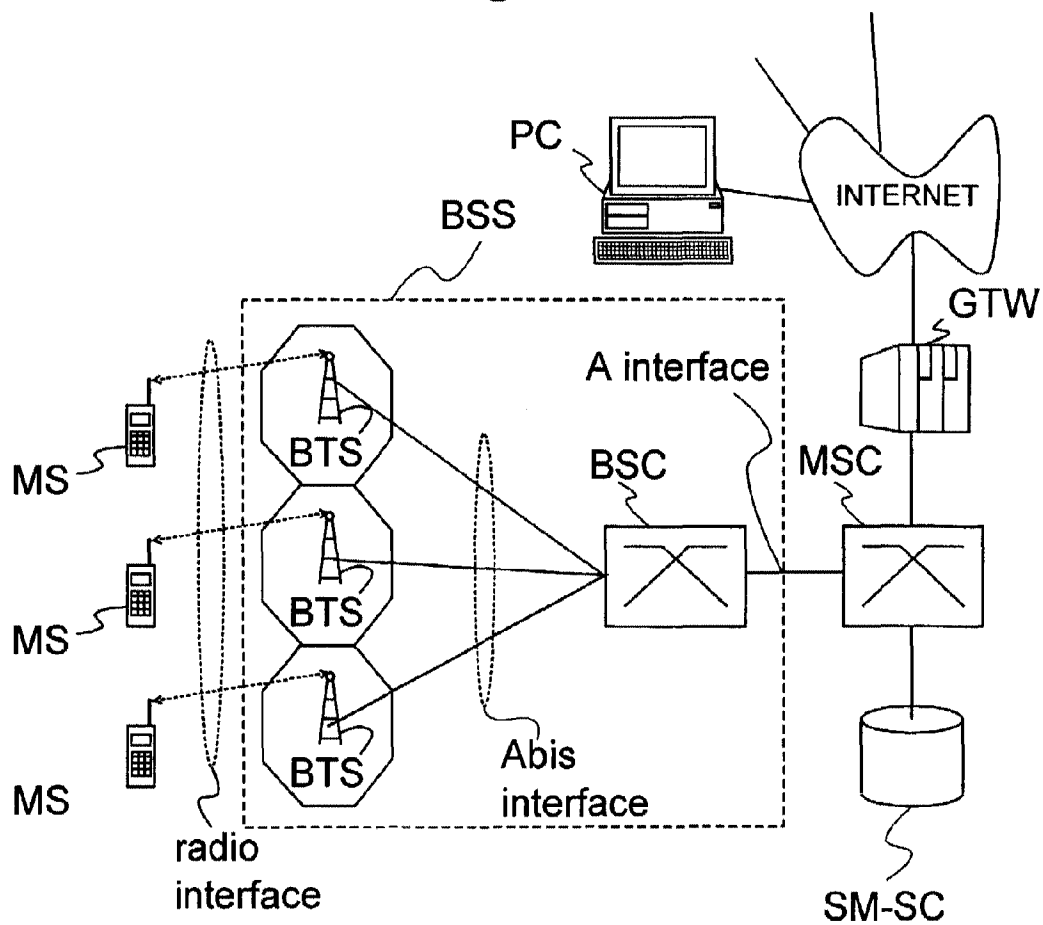 PC
INTERNET
BSS
GTW
A interface
BTS
MS
BSC
MSC
BTS
MS
BTS
Abis
interface
MS
radio
interface
SM-SC